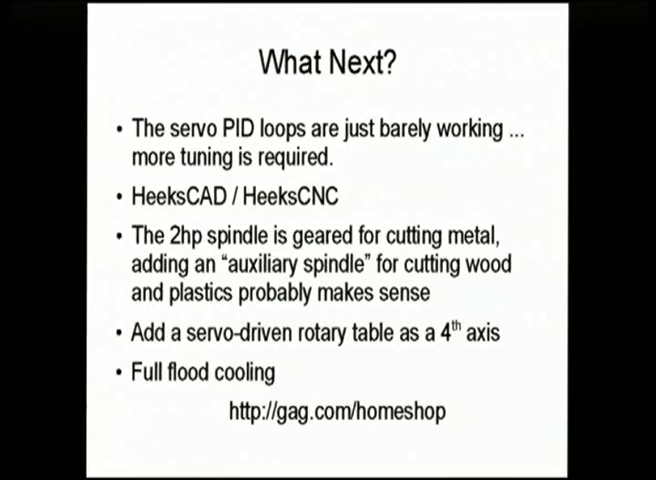 What Next?
• The servo PID loops are just barely working ...
more tuning is required.
• HeeksCAD / HeeksCNC
• The 2hp spindle is geared for cutting metal,
adding an “auxiliary spindle” for cutting wood
and plastics probably makes sense
• Add a servo-driven rotary table as a 4th axis
• Full flood cooling
http://gag.com/homeshop